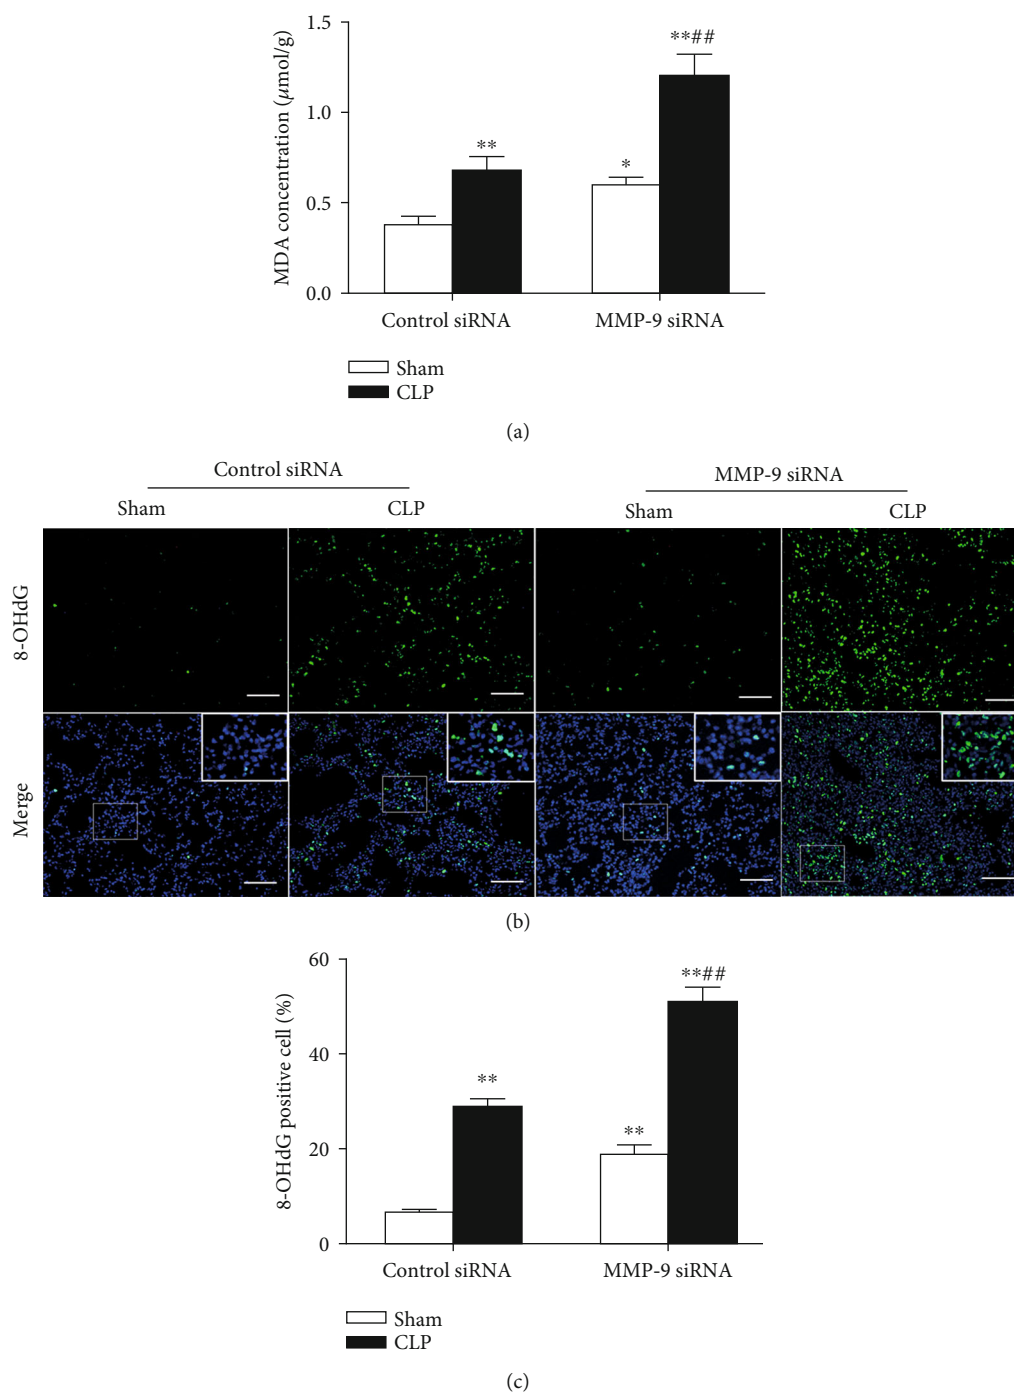 1.5
**##
1.0
**
*
0.5
0.0
MDA concentration (μmol/g)
Control siRNA
MMP-9 siRNA
Sham
CLP
(a)
Control siRNA
MMP-9 siRNA
Sham
CLP
Sham
CLP
8-OHdG
Merge
(b)
60
**##
40
**
**
20
0
8-OHdG positive cell (%)
Control siRNA
MMP-9 siRNA
Sham
CLP
(c)